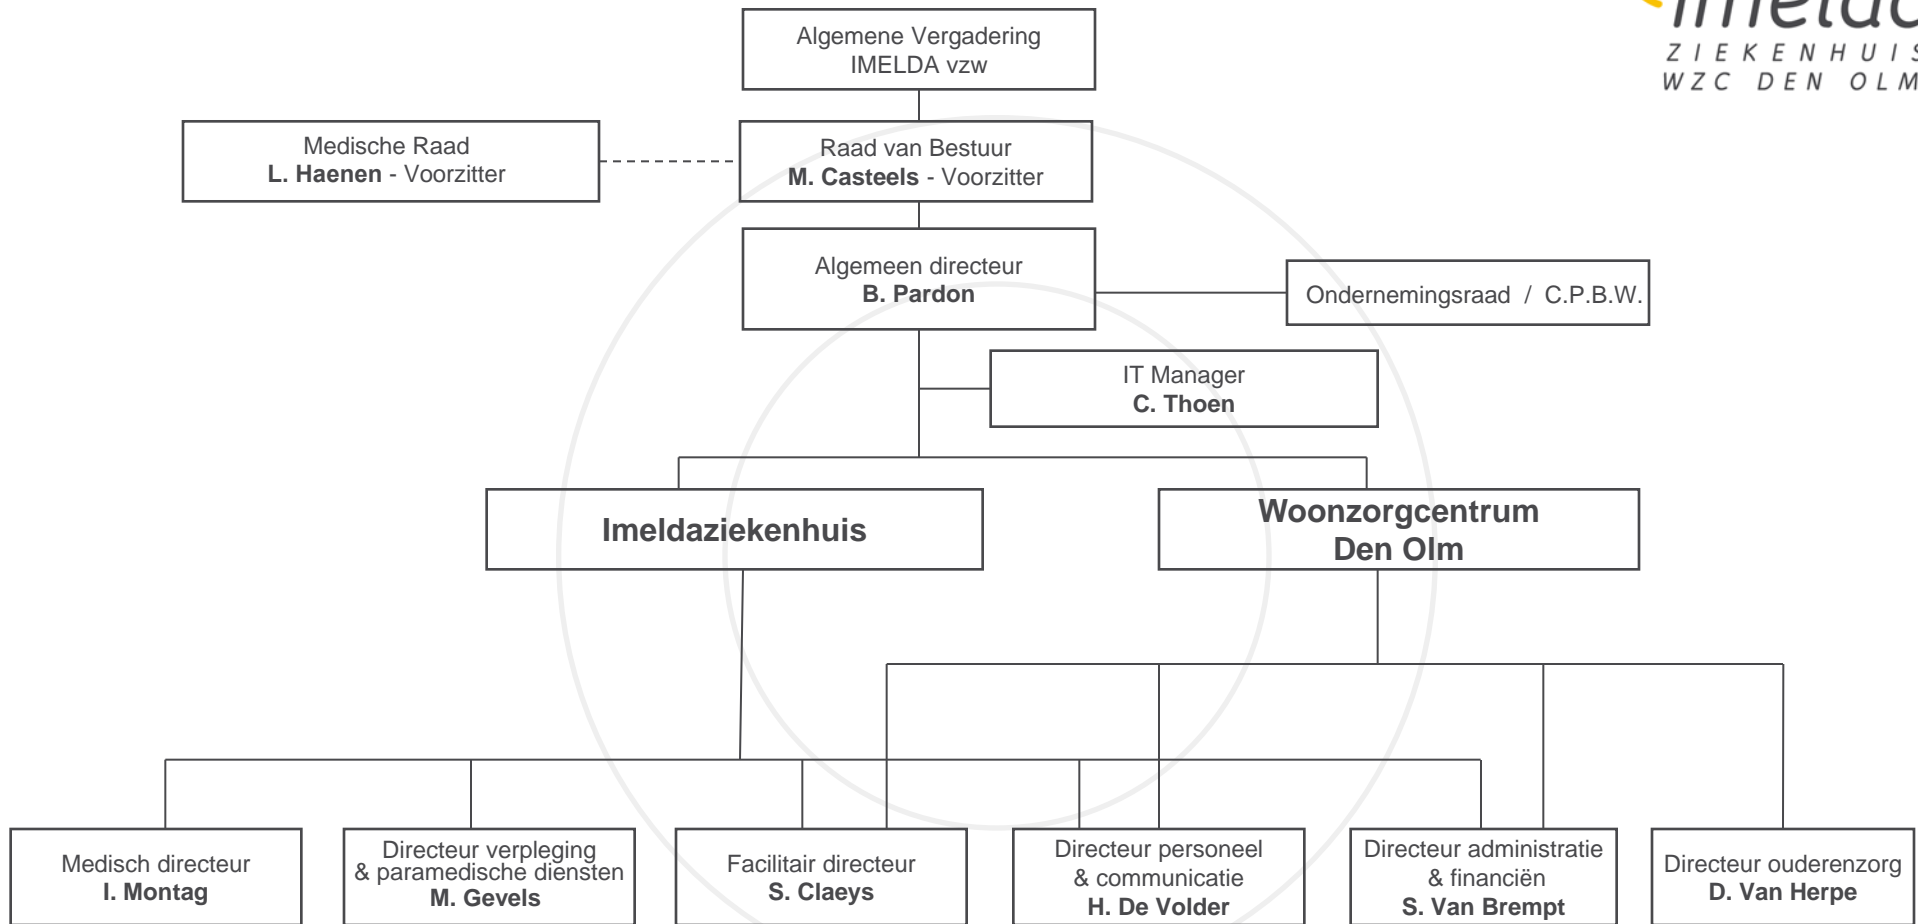 Algemene Vergadering
IMELDA vzw
ZIEKENHUIS
WZC DEN OLM
Medische Raad
L. Haenen - Voorzitter
Raad van Bestuur
M. Casteels - Voorzitter
Algemeen directeur
B. Pardon
Ondernemingsraad / C.P.B.W.
IT Manager
C. Thoen
Imeldaziekenhuis
Woonzorgcentrum
Den Olm
Medisch directeur
I. Montag
Directeur verpleging
& paramedische diensten
M. Gevels
Facilitair directeur
S. Claeys
Directeur personeel
& communicatie
H. De Volder
Directeur administratie
& financiën
S. Van Brempt
Directeur ouderenzorg
D. Van Herpe